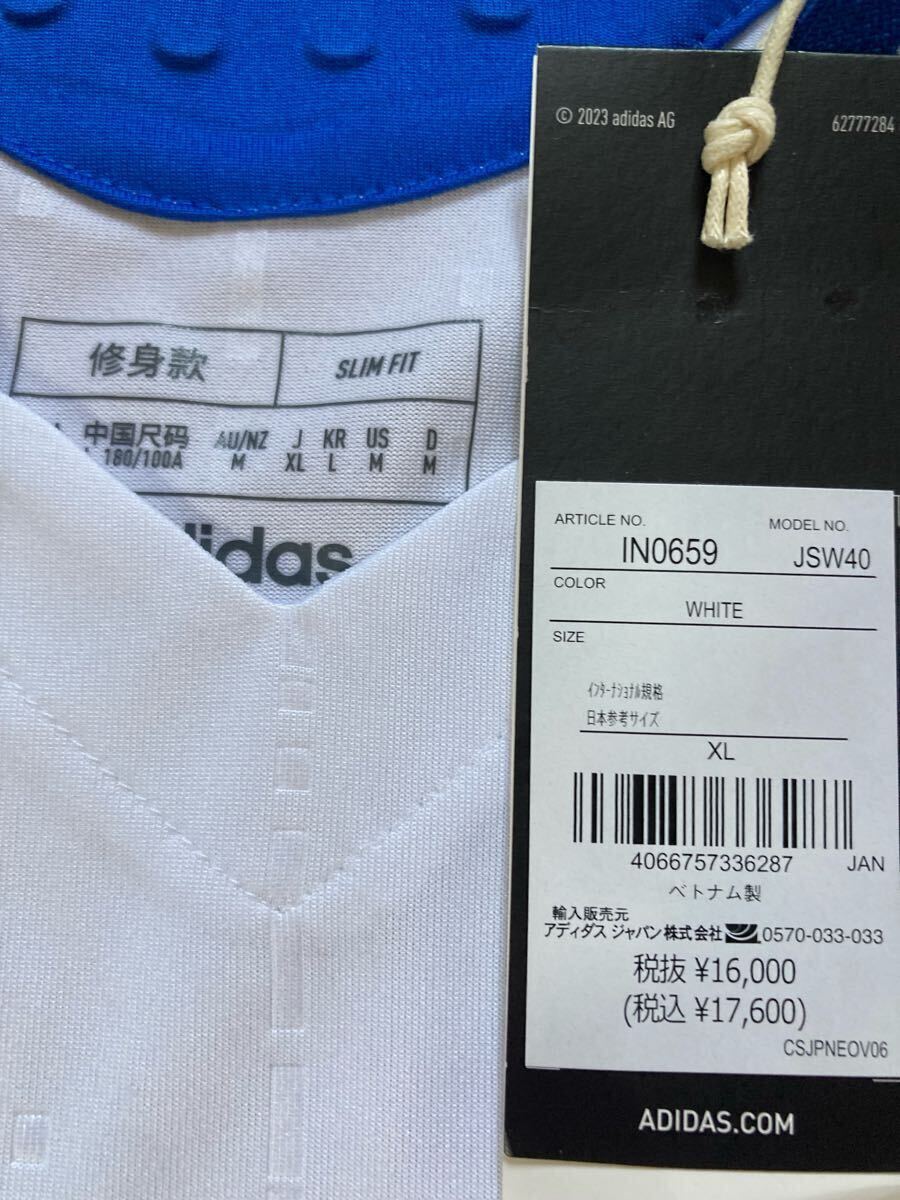 © 2023 adidas AG
62777284
修身款
SLIM FIT
中国尺码 AU/NZ J KR US D
180/100A M XL L M M
ARTICLE NO. MODEL NO.
IN0659 JSW40
COLOR
WHITE
SIZE
インターナショナル規格
日本参考サイズ
XL
4066757336287 JAN
ベトナム製
輸入販売元
アディダス ジャパン株式会社 0570-033-033
税抜 ¥16,000
(税込 ¥17,600)
CSJPNEOV06
ADIDAS.COM